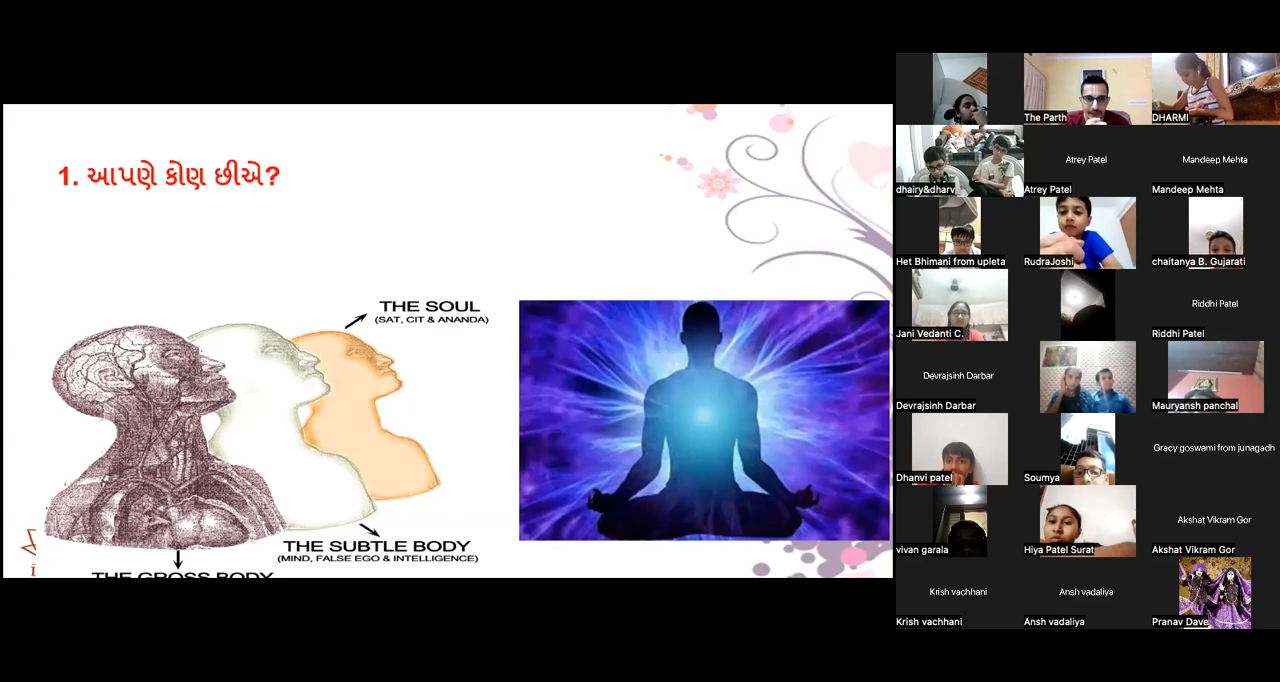 1. આપણે કોણ છીએ?
THE SOUL
(SAT, CIT & ANANDA)
THE SUBTLE BODY
(MIND, FALSE EGO & INTELLIGENCE)
THE GROSS BODY
The Parth
DHARMI
dhairy&dharv
Atrey Patel
Atrey Patel
Mandeep Mehta
Mandeep Mehta
Het Bhimani from upleta
RudraJoshi
chaitanya B. Gujarati
Jani Vedanti C.
Riddhi Patel
Riddhi Patel
Devrajsinh Darbar
Devrajsinh Darbar
Mauryansh panchal
Dhanvi patel
Soumya
Gracy goswami from junagadh
vivan garala
Hiya Patel Surat
Akshat Vikram Gor
Akshat Vikram Gor
Krish vachhani
Krish vachhani
Ansh vadaliya
Ansh vadaliya
Pranav Dave